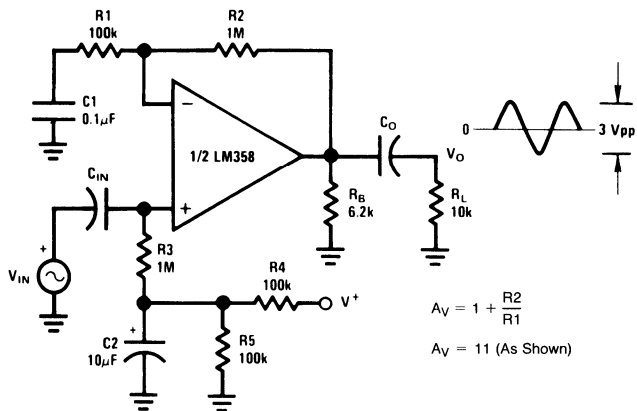 R1
100k
R2
1M
C1
0.1μF
−
1/2 LM358
+
CIN
+
VIN
R3
1M
CO
VO
RB
6.2k
RL
10k
0
3 Vpp
R4
100k
V+
+
C2
10μF
R5
100k
AV = 1 + R2/R1
AV = 11 (As Shown)